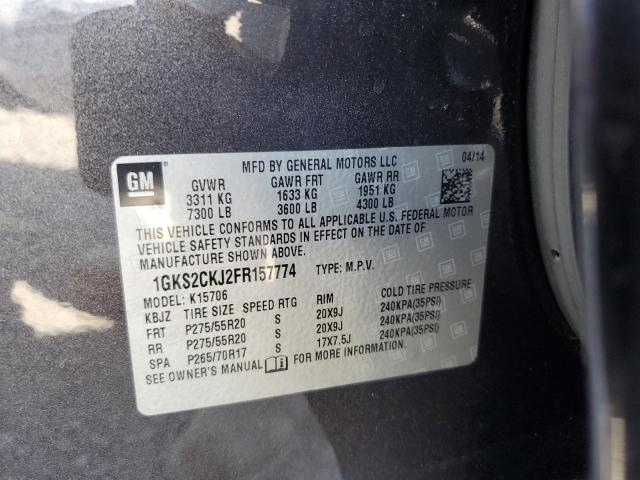 GM
MFD BY GENERAL MOTORS LLC 04/14
GVWR GAWR FRT GAWR RR
3311 KG 1633 KG 1951 KG
7300 LB 3600 LB 4300 LB
THIS VEHICLE CONFORMS TO ALL APPLICABLE U.S. FEDERAL MOTOR
VEHICLE SAFETY STANDARDS IN EFFECT ON THE DATE OF
MANUFACTURE SHOWN ABOVE.
1GKS2CKJ2FR157774 TYPE: M.P.V.
MODEL: K15706
KBJZ TIRE SIZE SPEED RTG RIM COLD TIRE PRESSURE
FRT P275/55R20 S 20X9J 240KPA(35PSI)
RR P275/55R20 S 20X9J 240KPA(35PSI)
SPA P265/70R17 S 17X7.5J 240KPA(35PSI)
SEE OWNER'S MANUAL FOR MORE INFORMATION.